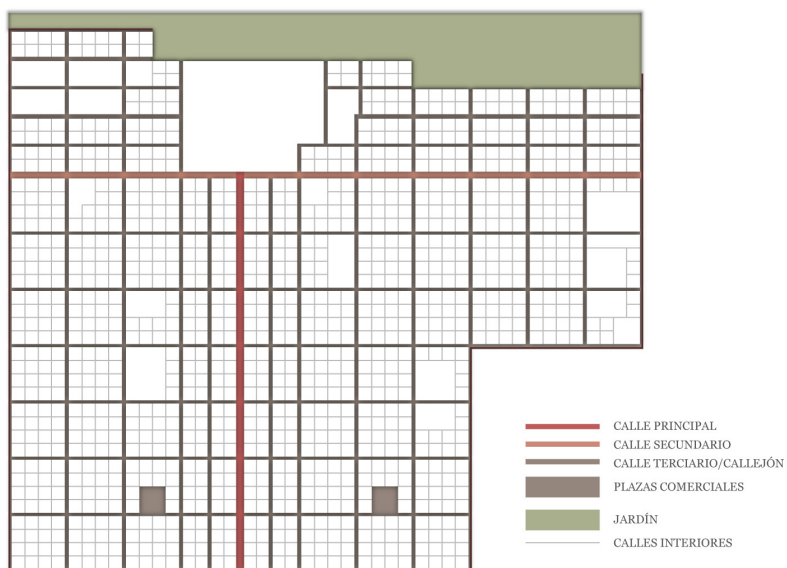 CALLE PRINCIPAL
CALLE SECUNDARIO
CALLE TERCIARIO/CALLEJÓN
PLAZAS COMERCIALES
JARDÍN
CALLES INTERIORES